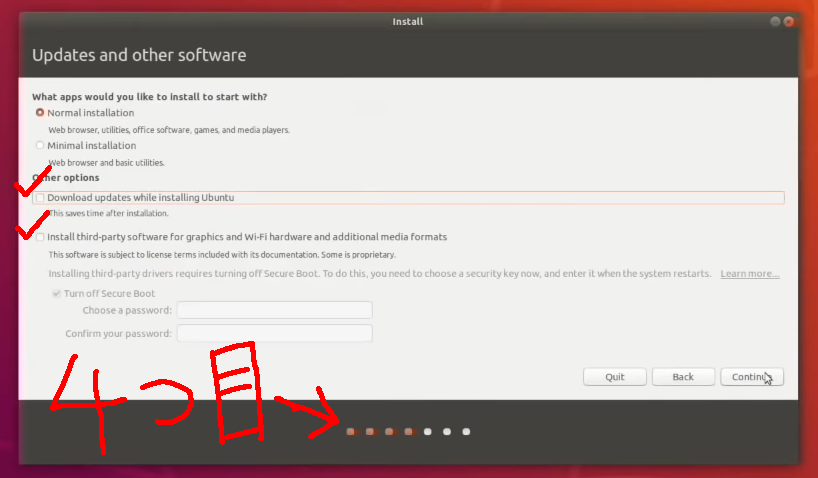 Install
Updates and other software
What apps would you like to install to start with?
Normal installation
Web browser, utilities, office software, games, and media players.
Minimal installation
Web browser and basic utilities.
Other options
Download updates while installing Ubuntu
This saves time after installation.
Install third-party software for graphics and Wi-Fi hardware and additional media formats
This software is subject to license terms included with its documentation. Some is proprietary.
Installing third-party drivers requires turning off Secure Boot. To do this, you need to choose a security key now, and enter it when the system restarts. Learn more...
Turn off Secure Boot
Choose a password:
Confirm your password:
Quit Back Continue
4つ目→